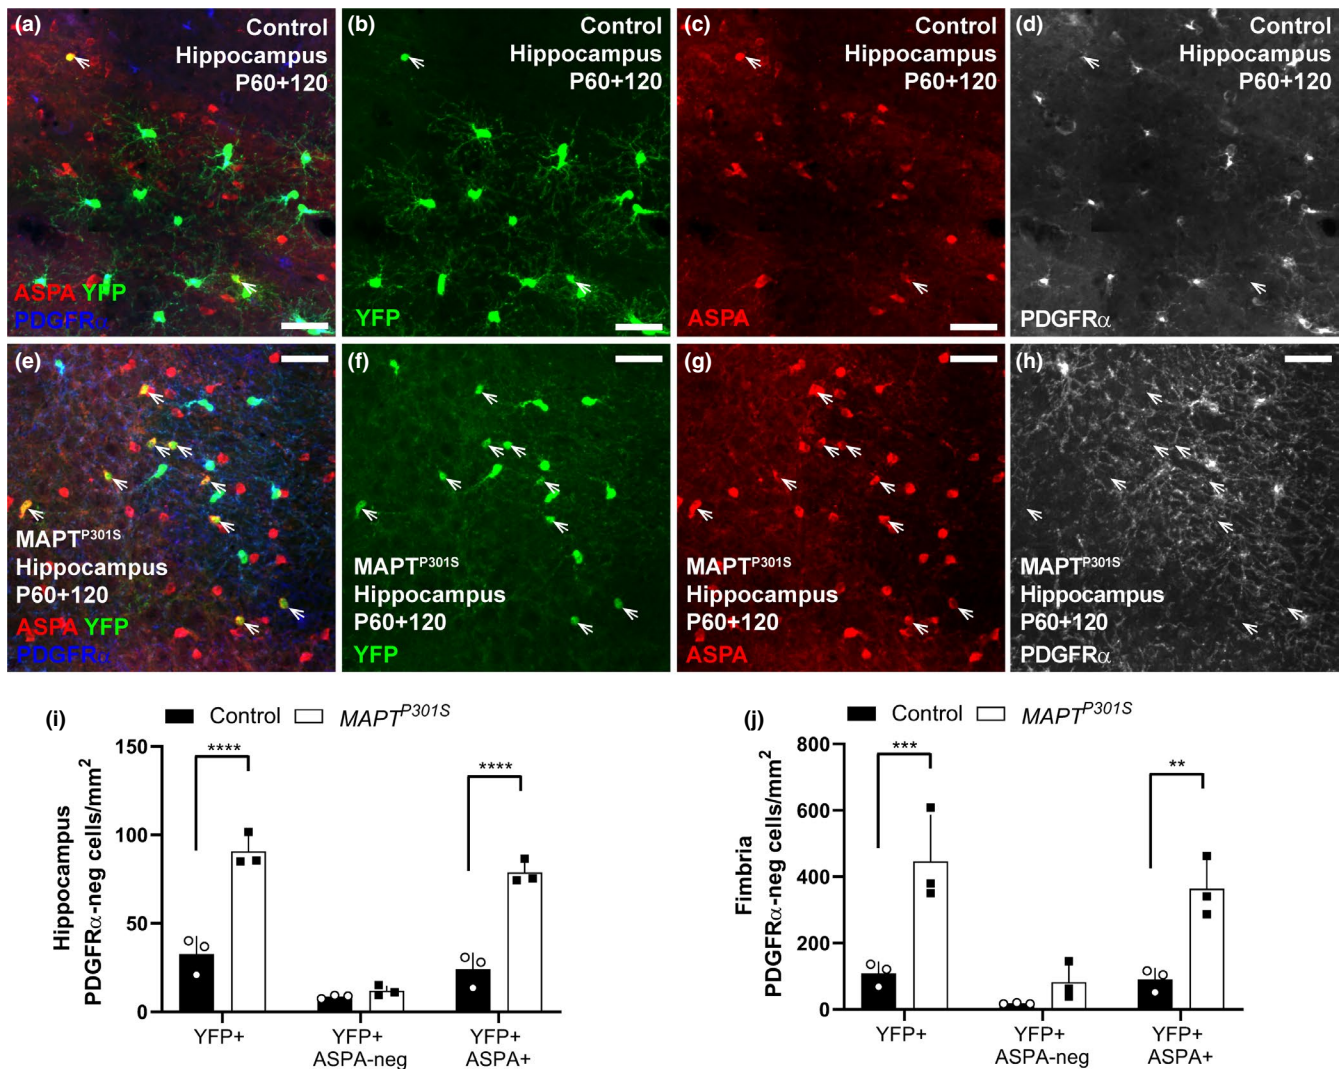 (a)
Control
Hippocampus
P60+120
ASPA YFP
PDGFRα
(b)
Control
Hippocampus
P60+120
YFP
(c)
Control
Hippocampus
P60+120
ASPA
(d)
Control
Hippocampus
P60+120
PDGFRα
(e)
MAPTP301S
Hippocampus
P60+120
ASPA YFP
PDGFRα
(f)
MAPTP301S
Hippocampus
P60+120
YFP
(g)
MAPTP301S
Hippocampus
P60+120
ASPA
(h)
MAPTP301S
Hippocampus
P60+120
PDGFRα
(i)
Control MAPTP301S
Hippocampus
PDGFRα-neg cells/mm2
150
100
50
0
****
****
YFP+
YFP+
ASPA-neg
YFP+
ASPA+
(j)
Control MAPTP301S
Fimbria
PDGFRα-neg cells/mm2
800
600
400
200
0
***
**
YFP+
YFP+
ASPA-neg
YFP+
ASPA+